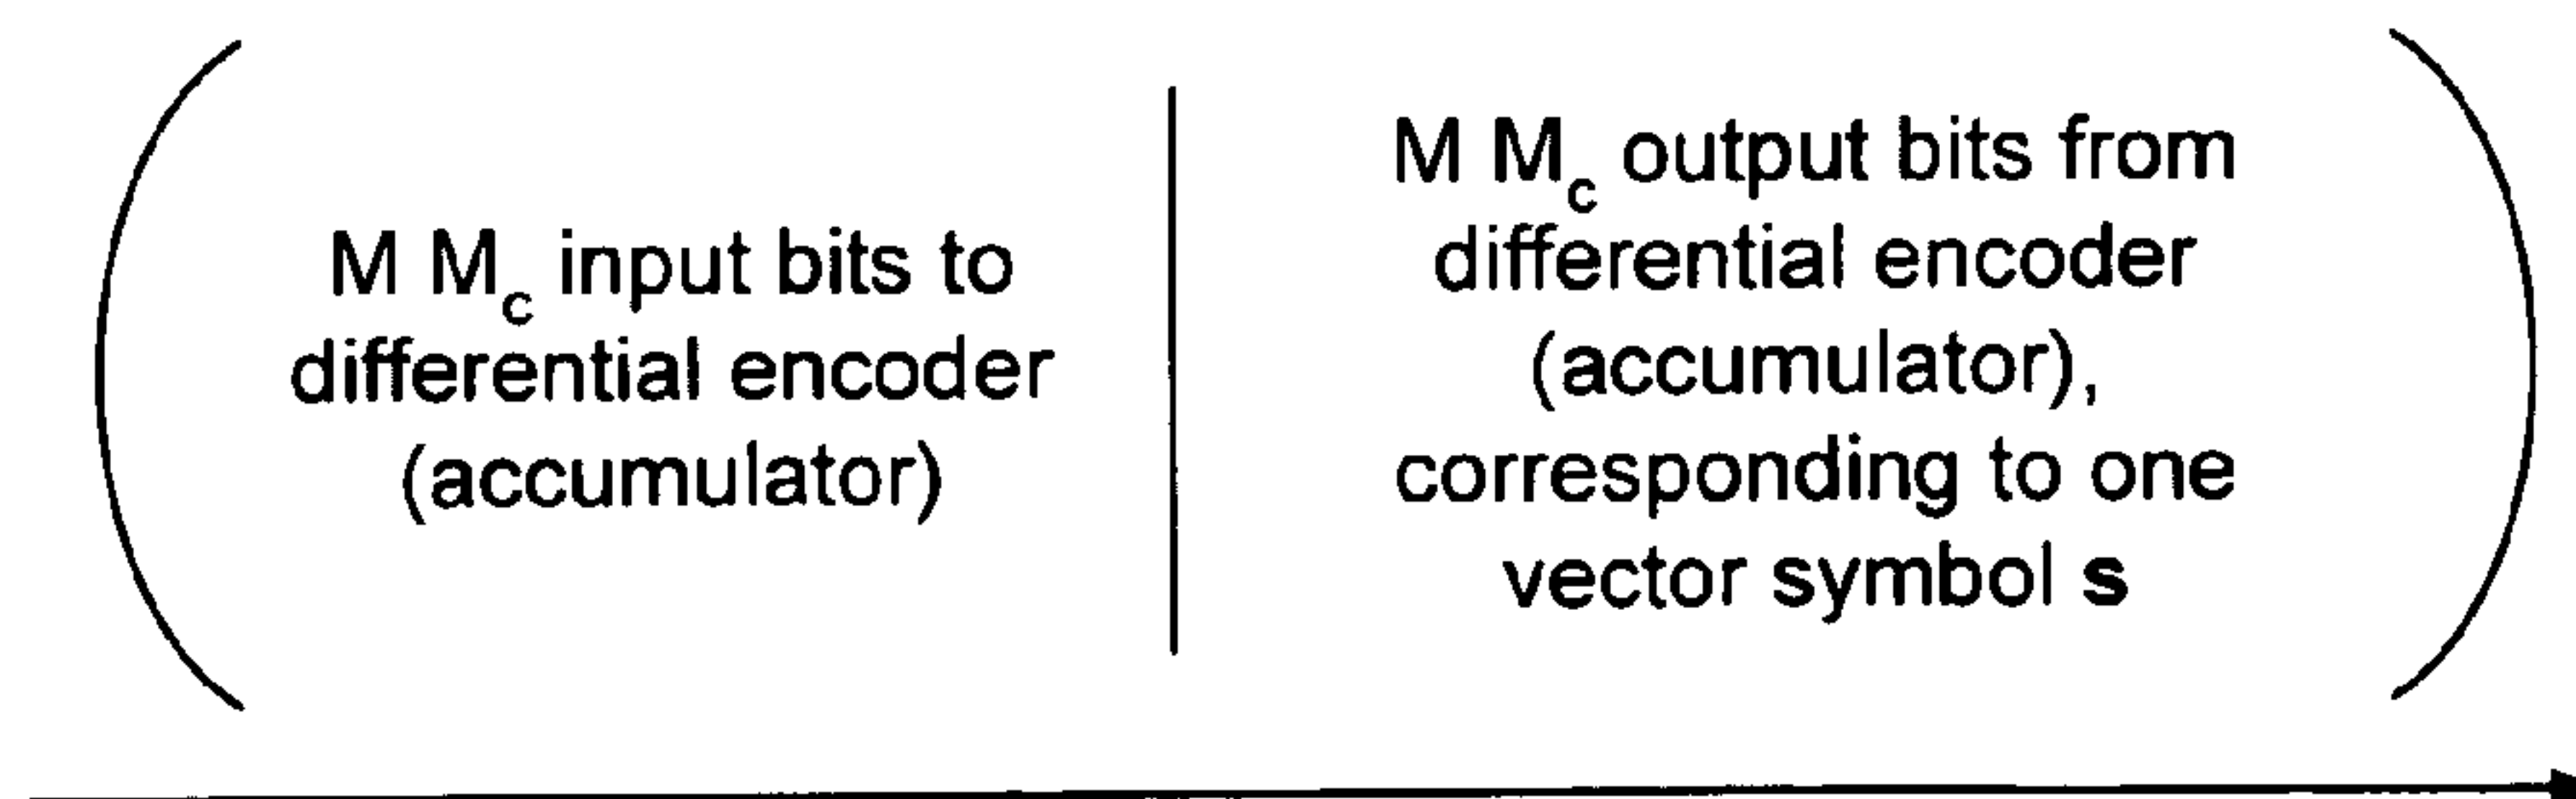 M M_c input bits to
differential encoder
(accumulator)
M M_c output bits from
differential encoder
(accumulator),
corresponding to one
vector symbol s